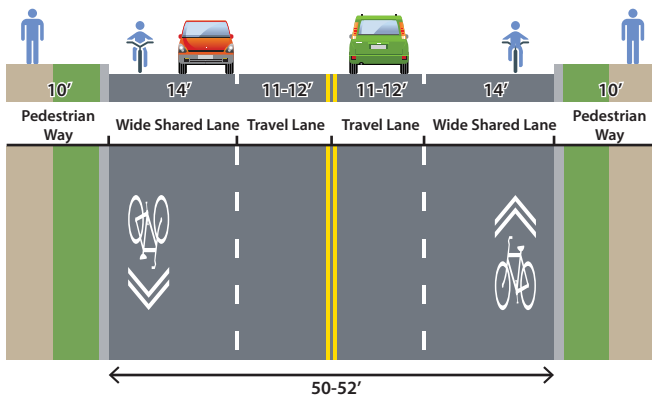 10’ 14’ 11-12’ 11-12’ 14’ 10’
Pedestrian Way Wide Shared Lane Travel Lane Travel Lane Wide Shared Lane Pedestrian Way
50-52’